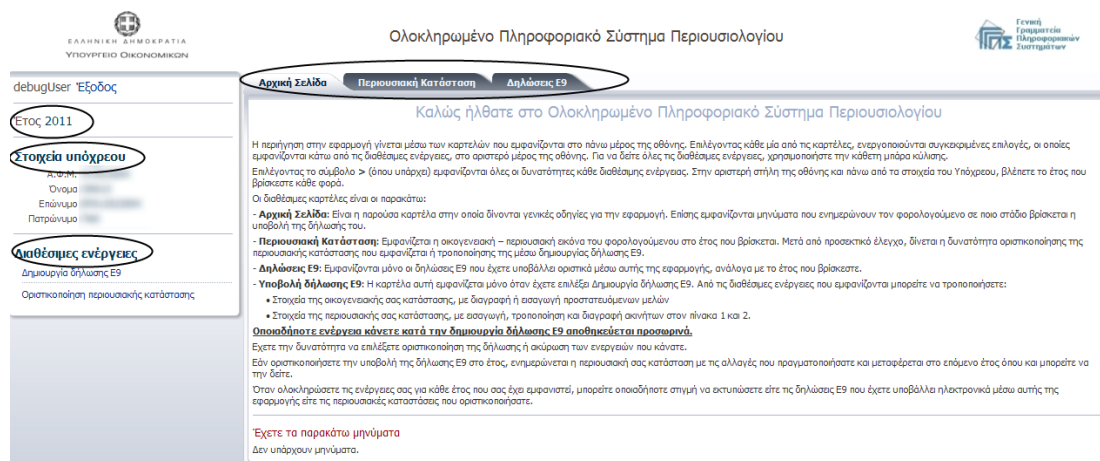 ΕΛΛΗΝΙΚΗ ΔΗΜΟΚΡΑΤΙΑ
ΥΠΟΥΡΓΕΙΟ ΟΙΚΟΝΟΜΙΚΩΝ
Ολοκληρωμένο Πληροφοριακό Σύστημα Περιουσιολογίου
Γενική
Γραμματεία
Πληροφοριακών
Συστημάτων
debugUser Έξοδος
Έτος 2011
Στοιχεία υπόχρεου
Α.Φ.Μ.
Όνομα
Επώνυμο
Πατρώνυμο
Διαθέσιμες ενέργειες
Δημιουργία δήλωσης Ε9
Οριστικοποίηση περιουσιακής κατάστασης
Αρχική Σελίδα Περιουσιακή Κατάσταση Δηλώσεις Ε9
Καλώς ήλθατε στο Ολοκληρωμένο Πληροφοριακό Σύστημα Περιουσιολογίου
Η περιήγηση στην εφαρμογή γίνεται μέσω των καρτελών που εμφανίζονται στο πάνω μέρος της οθόνης. Επιλέγοντας κάθε μία από τις καρτέλες, ενεργοποιούνται συγκεκριμένες επιλογές, οι οποίες
εμφανίζονται κάτω από τις διαθέσιμες ενέργειες, στο αριστερό μέρος της οθόνης. Για να δείτε όλες τις διαθέσιμες ενέργειες, χρησιμοποιήστε την κάθετη μπάρα κύλισης.
Επιλέγοντας το σύμβολο > (όπου υπάρχει) εμφανίζονται όλες οι δυνατότητες κάθε διαθέσιμης ενέργειας. Στην αριστερή στήλη της οθόνης και πάνω από τα στοιχεία του Υπόχρεου, βλέπετε το έτος που
βρίσκεστε κάθε φορά.
Οι διαθέσιμες καρτέλες είναι οι παρακάτω:
- Αρχική Σελίδα: Είναι η παρούσα καρτέλα στην οποία δίνονται γενικές οδηγίες για την εφαρμογή. Επίσης εμφανίζονται μηνύματα που ενημερώνουν τον φορολογούμενο σε ποιο στάδιο βρίσκεται η
υποβολή της δήλωσής του.
- Περιουσιακή Κατάσταση: Εμφανίζεται η οικογενειακή – περιουσιακή εικόνα του φορολογούμενου στο έτος που βρίσκεται. Μετά από προσεκτικό έλεγχο, δίνεται η δυνατότητα οριστικοποίησης της
περιουσιακής κατάστασης που εμφανίζεται ή τροποποίησης της μέσω δημιουργίας δήλωσης Ε9.
- Δηλώσεις Ε9: Εμφανίζονται μόνο οι δηλώσεις Ε9 που έχετε υποβάλλει οριστικά μέσω αυτής της εφαρμογής, ανάλογα με το έτος που βρίσκεστε.
- Υποβολή δήλωσης Ε9: Η καρτέλα αυτή εμφανίζεται μόνο όταν έχετε επιλέξει Δημιουργία δήλωσης Ε9. Από τις διαθέσιμες ενέργειες που εμφανίζονται μπορείτε να τροποποιήσετε:
• Στοιχεία της οικογενειακής σας κατάστασης, με διαγραφή ή εισαγωγή προστατευόμενων μελών
• Στοιχεία της περιουσιακής σας κατάστασης, με εισαγωγή, τροποποίηση και διαγραφή ακινήτων στον πίνακα 1 και 2.
Οποιαδήποτε ενέργεια κάνετε κατά την δημιουργία δήλωσης Ε9 αποθηκεύεται προσωρινά.
Έχετε την δυνατότητα να επιλέξετε οριστικοποίηση της δήλωσης ή ακύρωση των ενεργειών που κάνατε.
Εάν οριστικοποιήσετε την υποβολή της δήλωσης Ε9 στο έτος, ενημερώνεται η περιουσιακή σας κατάσταση με τις αλλαγές που πραγματοποιήσατε και μεταφέρεται στο επόμενο έτος όπου και μπορείτε να
την δείτε.
Όταν ολοκληρώσετε τις ενέργειες σας για κάθε έτος που σας έχει εμφανιστεί, μπορείτε οποιαδήποτε στιγμή να εκτυπώσετε είτε τις δηλώσεις Ε9 που έχετε υποβάλλει ηλεκτρονικά μέσω αυτής της
εφαρμογής είτε τις περιουσιακές καταστάσεις που οριστικοποιήσατε.
Έχετε τα παρακάτω μηνύματα
Δεν υπάρχουν μηνύματα.